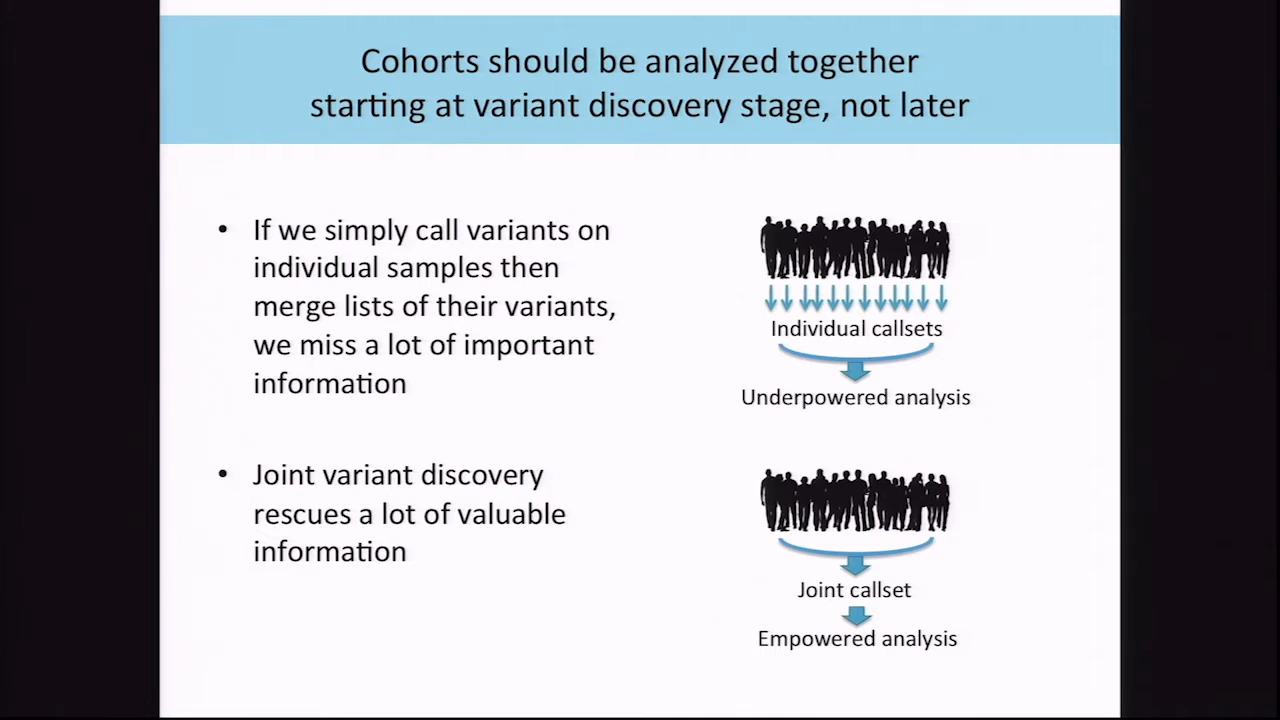 Cohorts should be analyzed together
starting at variant discovery stage, not later
• If we simply call variants on
individual samples then
merge lists of their variants,
we miss a lot of important
information
Individual callsets
Underpowered analysis
• Joint variant discovery
rescues a lot of valuable
information
Joint callset
Empowered analysis